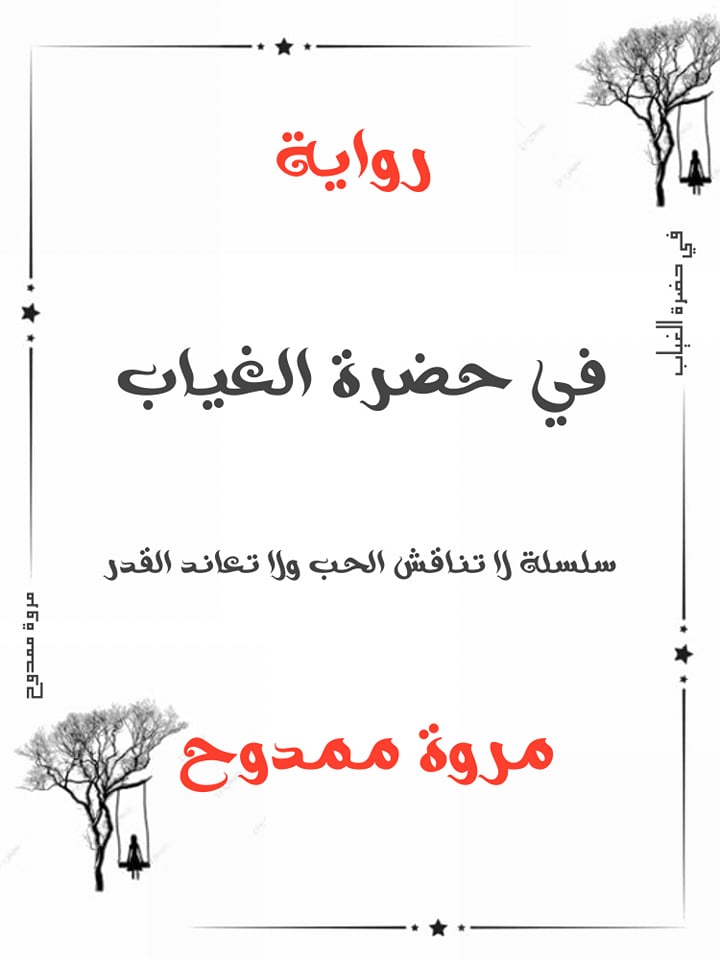 رواية
في حضرة الغياب
في حضرة الغياب
سلسلة لا تناقش الحب ولا تعاند القدر
مروة ممدوح
مروة ممدوح